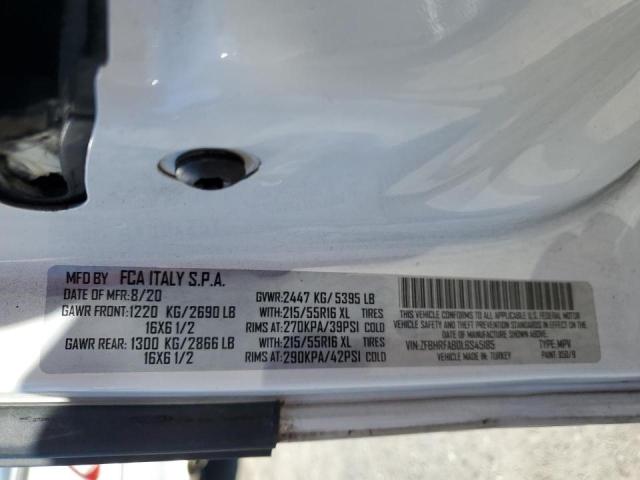 MFD BY FCA ITALY S.P.A.
DATE OF MFR: 8/20 GVWR: 2447 KG/5395 LB
GAWR FRONT: 1220 KG/2690 LB WITH: 215/55R16 XL TIRES
16X6 1/2 RIMS AT: 270KPA/39PSI COLD
GAWR REAR: 1300 KG/2866 LB WITH: 215/55R16 XL TIRES
16X6 1/2 RIMS AT: 290KPA/42PSI COLD
THIS VEHICLE CONFORMS TO ALL APPLICABLE
U.S.A. FEDERAL MOTOR VEHICLE SAFETY
STANDARDS IN EFFECT ON THE DATE OF
MANUFACTURE SHOWN ABOVE.
VIN: ZFBHRFAB0L6S45185 TYPE: MPV
VEHICLE MADE IN: TURKEY PAINT: